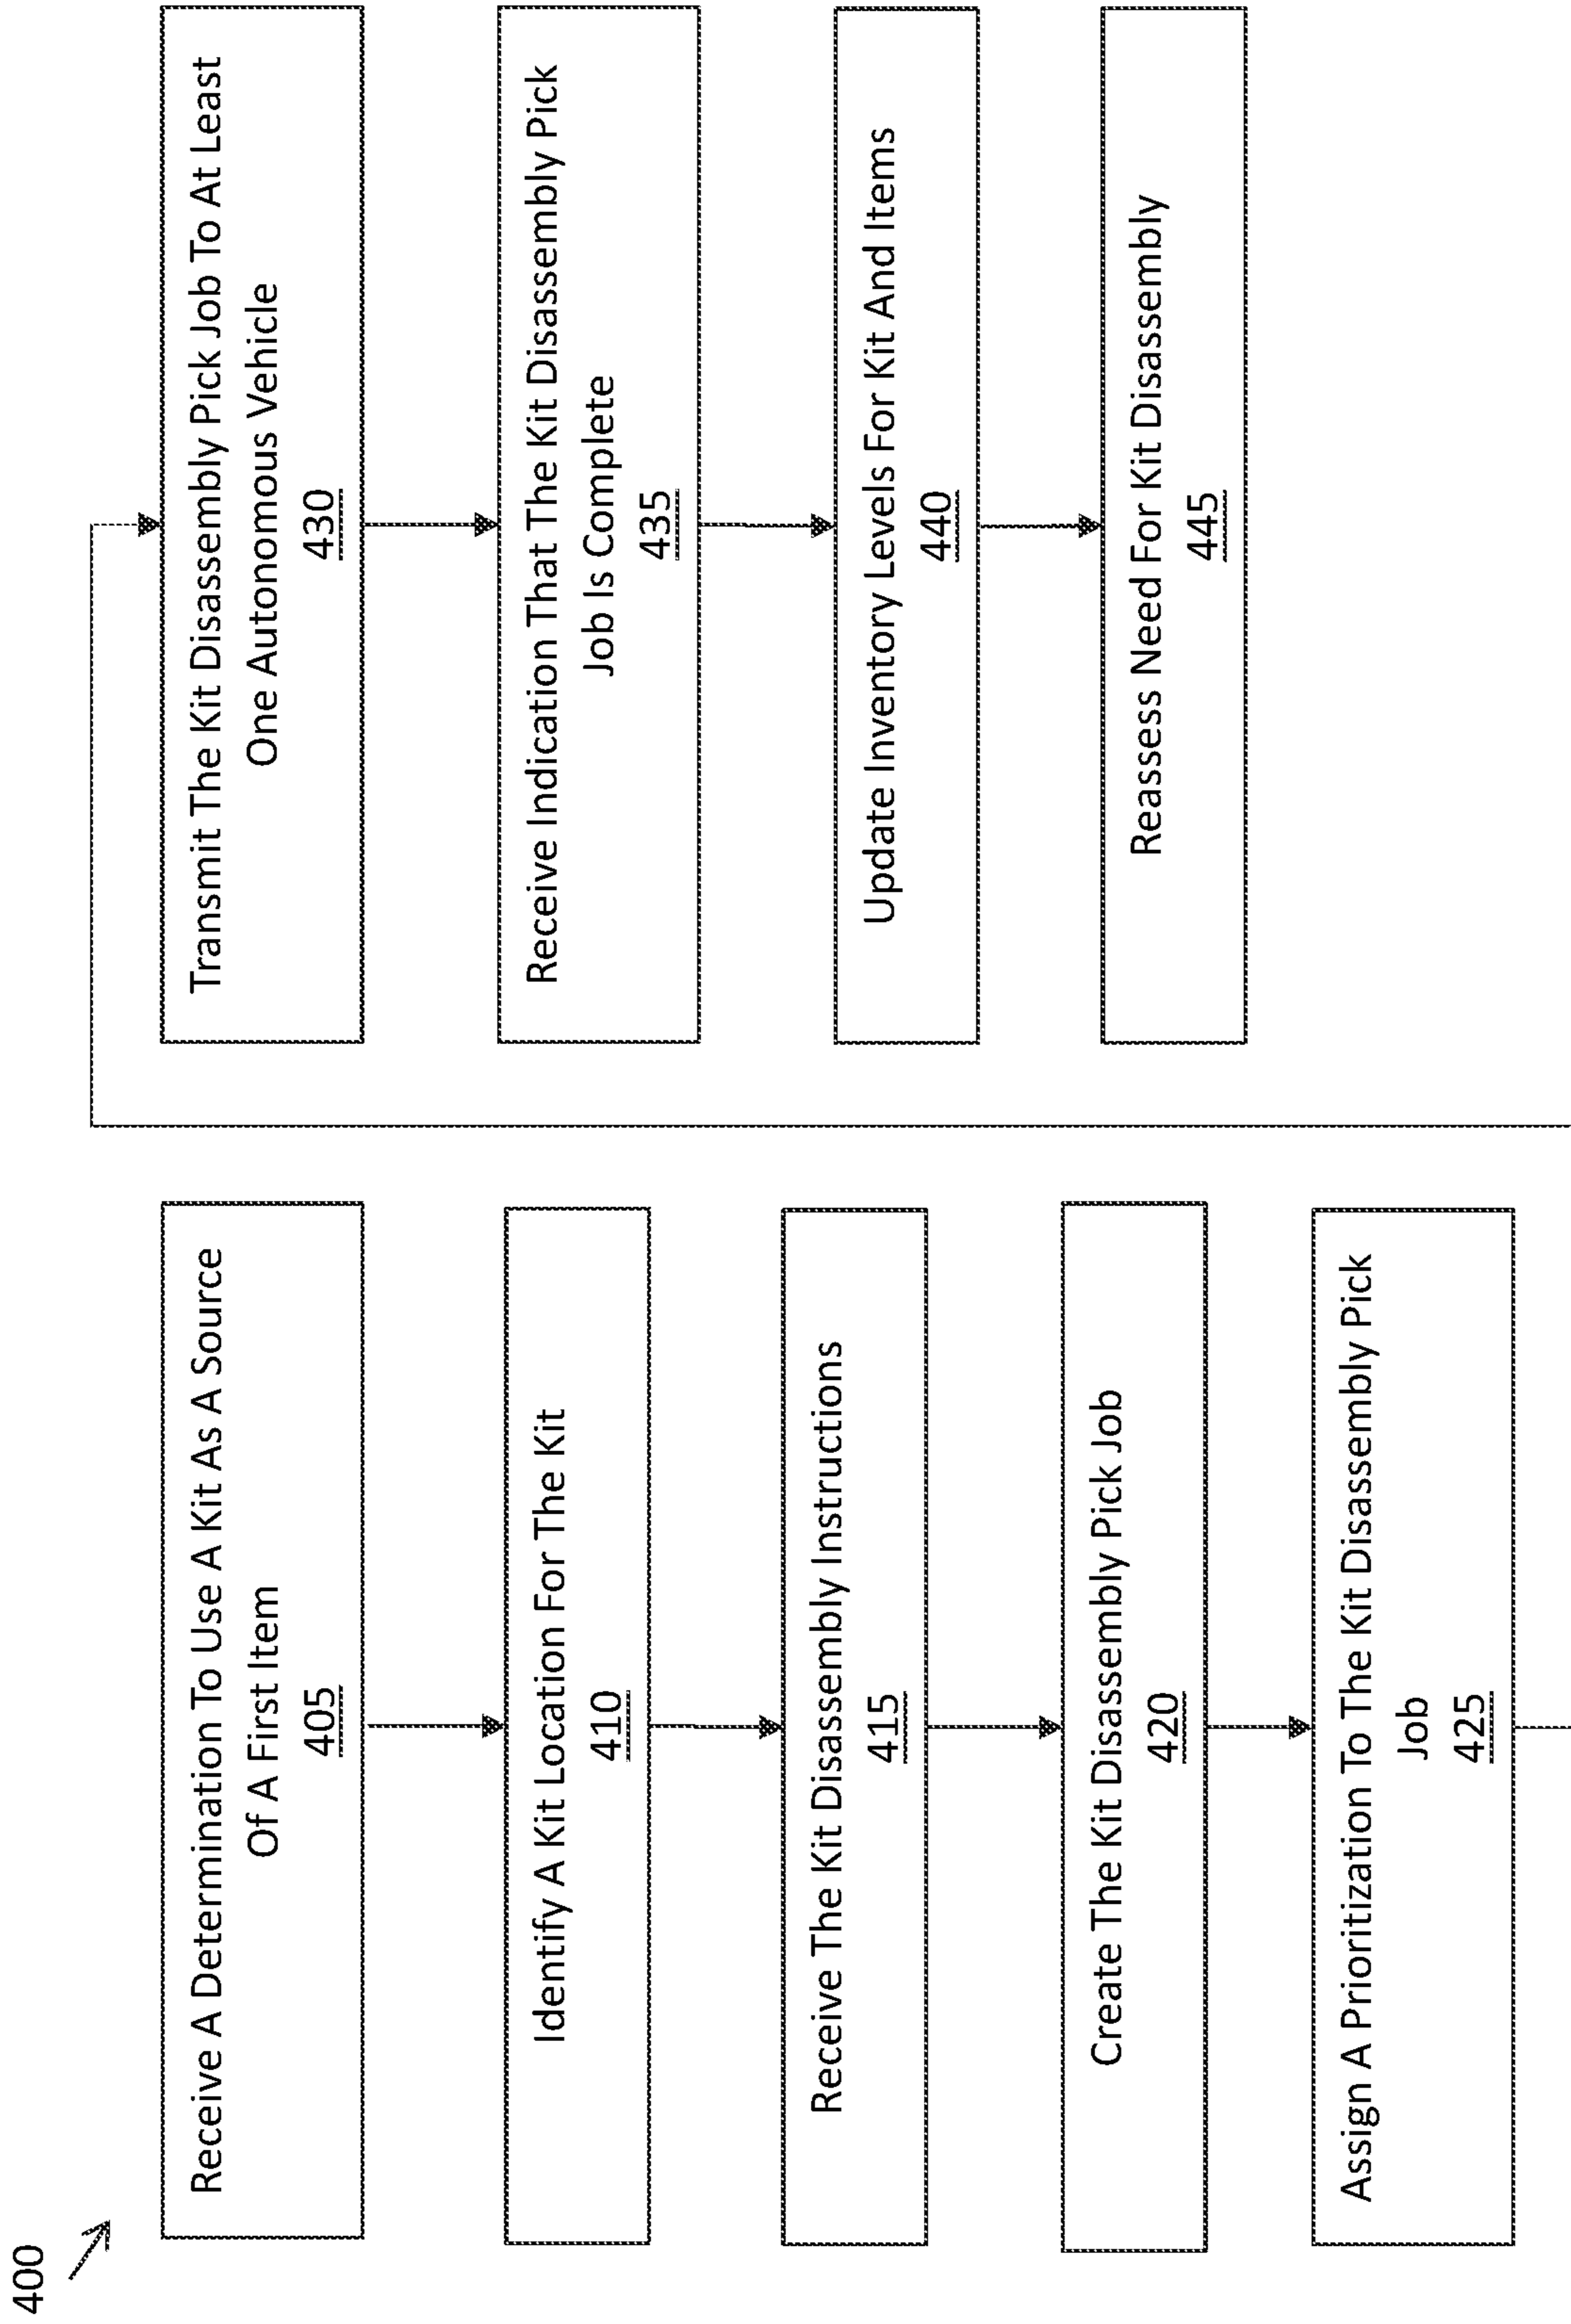 400
Receive A Determination To Use A Kit As A Source
Of A First Item
405
Identify A Kit Location For The Kit
410
Receive The Kit Disassembly Instructions
415
Create The Kit Disassembly Pick Job
420
Assign A Prioritization To The Kit Disassembly Pick
Job
425
Transmit The Kit Disassembly Pick Job To At Least
One Autonomous Vehicle
430
Receive Indication That The Kit Disassembly Pick
Job Is Complete
435
Update Inventory Levels For Kit And Items
440
Reassess Need For Kit Disassembly
445